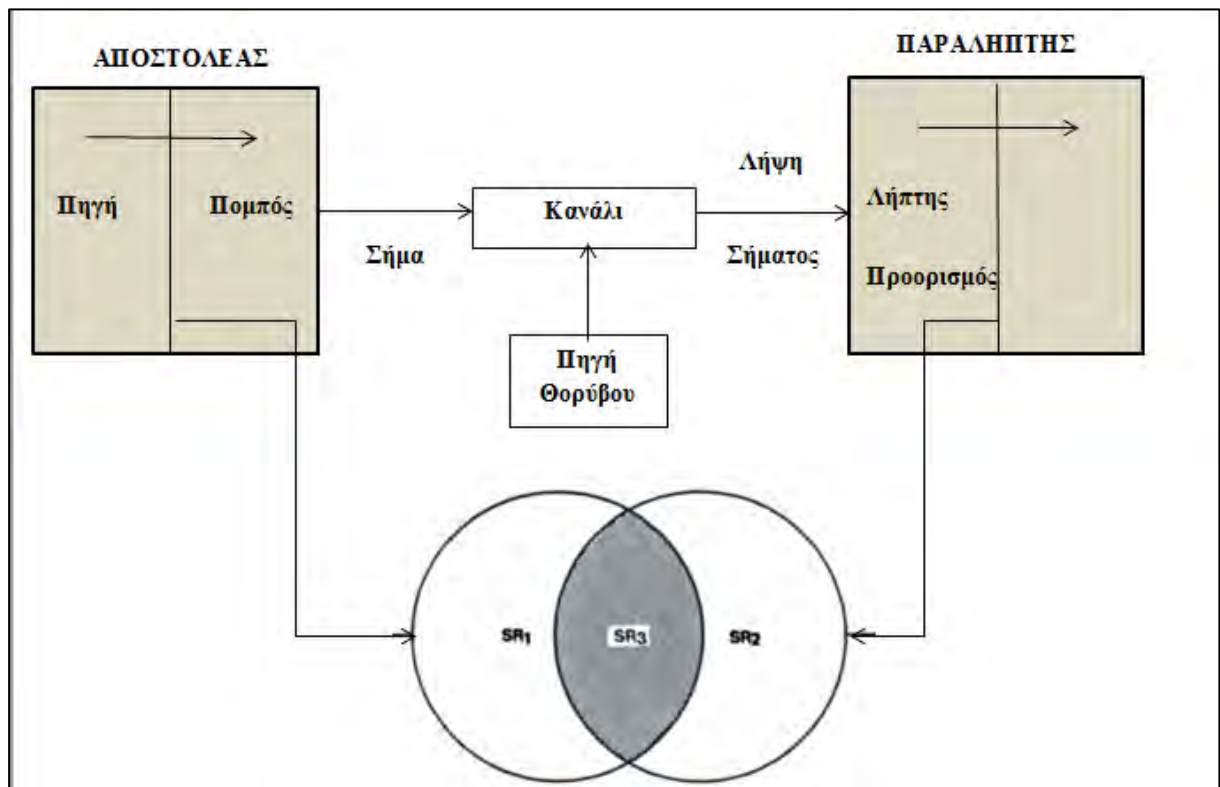 ΑΠΟΣΤΟΛΕΑΣ
ΠΑΡΑΛΗΠΤΗΣ
Πηγή
Πομπός
Σήμα
Κανάλι
Πηγή
Θορύβου
Λήψη
Σήματος
Λήπτης
Προορισμός
SR1
SR3
SR2